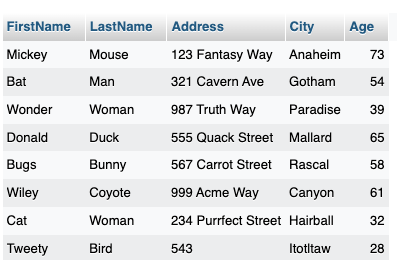 FirstName LastName Address City Age
Mickey Mouse 123 Fantasy Way Anaheim 73
Bat Man 321 Cavern Ave Gotham 54
Wonder Woman 987 Truth Way Paradise 39
Donald Duck 555 Quack Street Mallard 65
Bugs Bunny 567 Carrot Street Rascal 58
Wiley Coyote 999 Acme Way Canyon 61
Cat Woman 234 Purrfect Street Hairball 32
Tweety Bird 543 Itotltaw 28